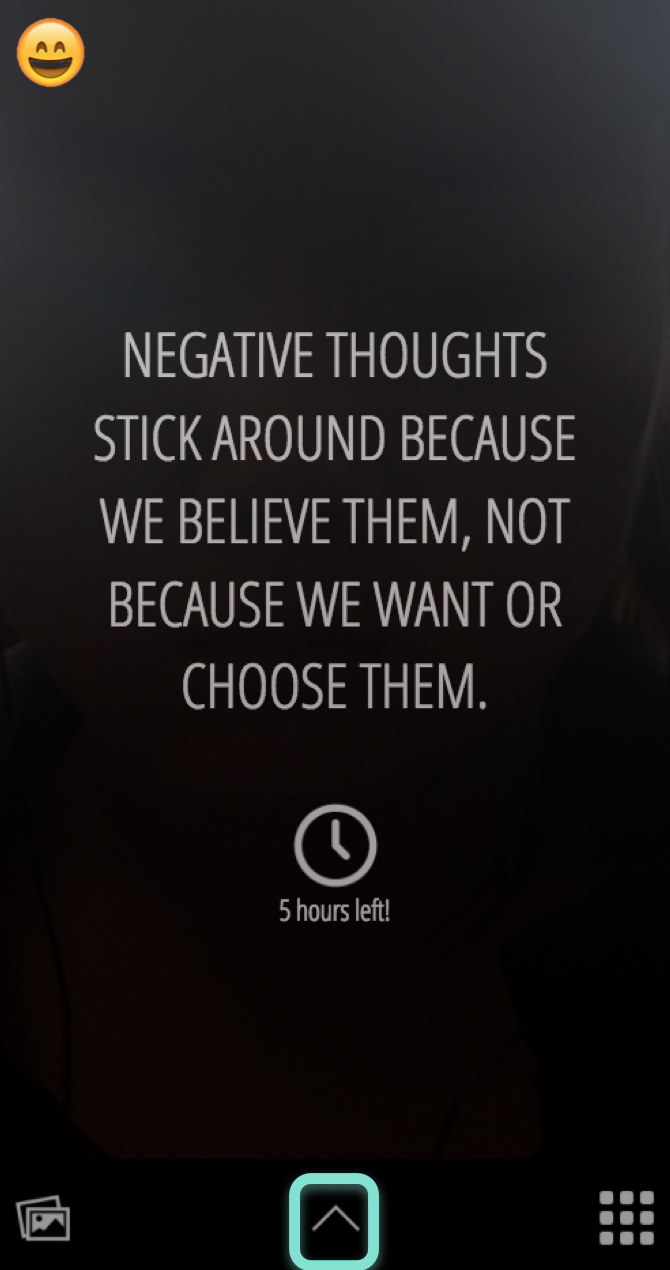 NEGATIVE THOUGHTS
STICK AROUND BECAUSE
WE BELIEVE THEM, NOT
BECAUSE WE WANT OR
CHOOSE THEM.
5 hours left!